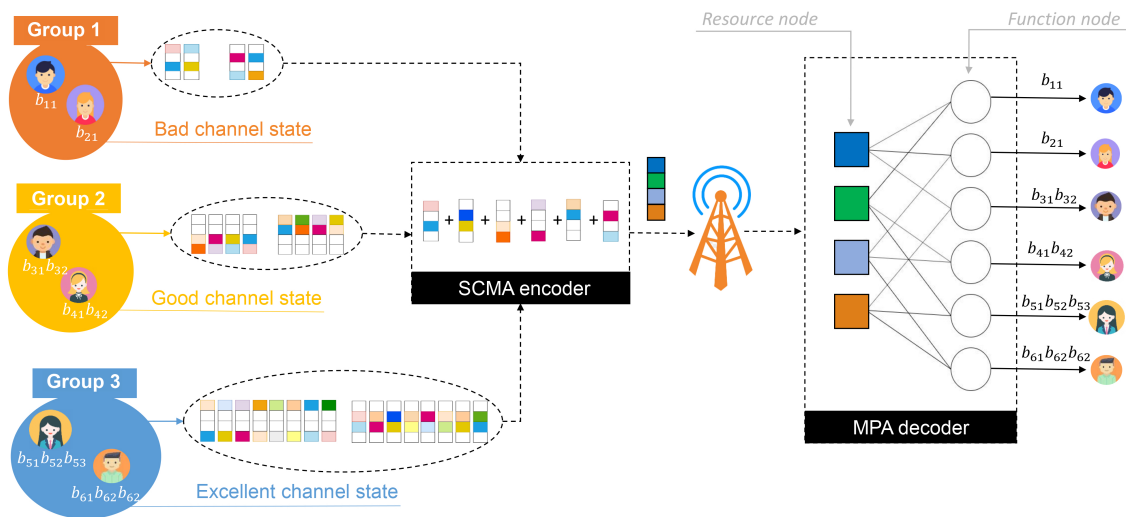 Group 1
b₁₁
b₂₁
Bad channel state
Group 2
b₃₁b₃₂
b₄₁b₄₂
Good channel state
Group 3
b₅₁b₅₂b₅₃
b₆₁b₆₂b₆₂
Excellent channel state
+ + + + +
SCMA encoder
Resource node
Function node
b₁₁
b₂₁
b₃₁b₃₂
b₄₁b₄₂
b₅₁b₅₂b₅₃
b₆₁b₆₂b₆₂
MPA decoder